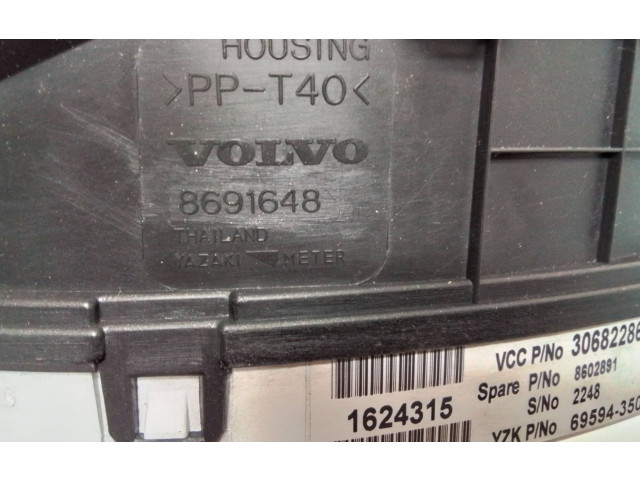 HOUSING
>PP-T40<
VOLVO
8691648
THAILAND
YAZAKI METER
1624315
VCC P/No 30682286
Spare P/No 8602891
S/No 2248
YZK P/No 69594-350